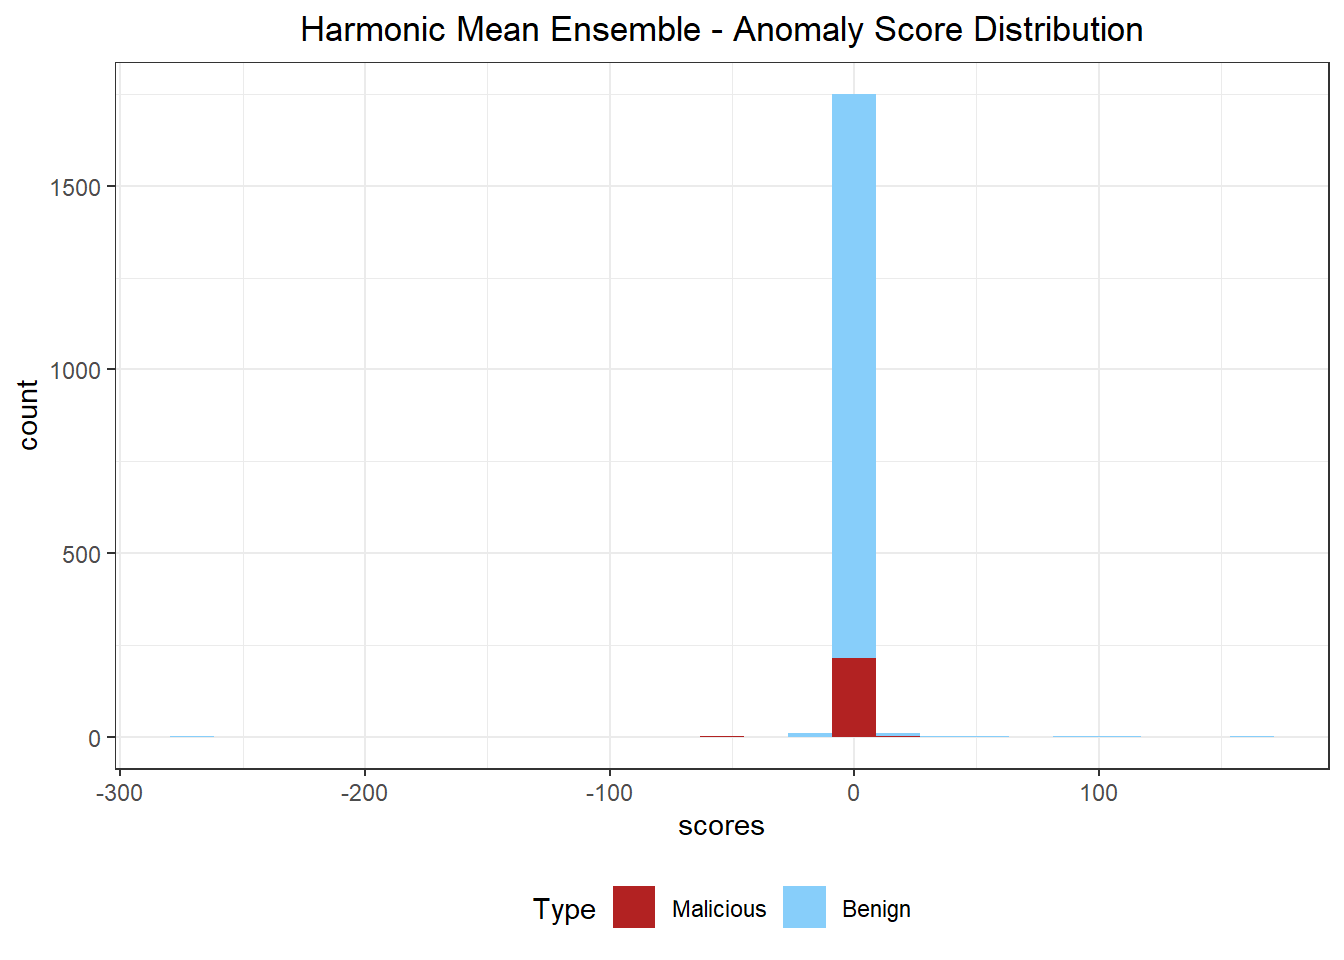 Harmonic Mean Ensemble - Anomaly Score Distribution
1500
1000
500
0
count
-300 -200 -100 0 100
scores
Type Malicious Benign